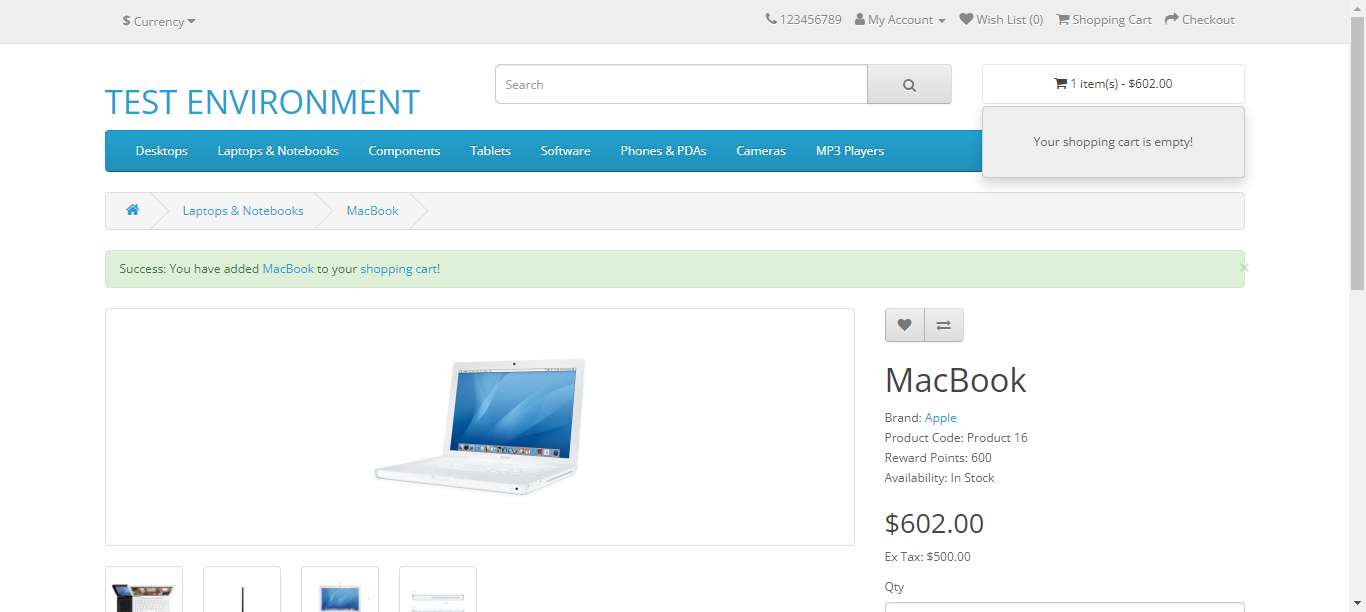 $ Currency
123456789 My Account Wish List (0) Shopping Cart Checkout
TEST ENVIRONMENT
Search
1 item(s) - $602.00
Your shopping cart is empty!
Desktops Laptops & Notebooks Components Tablets Software Phones & PDAs Cameras MP3 Players
Laptops & Notebooks MacBook
Success: You have added MacBook to your shopping cart!
×
MacBook
Brand: Apple
Product Code: Product 16
Reward Points: 600
Availability: In Stock
$602.00
Ex Tax: $500.00
Qty